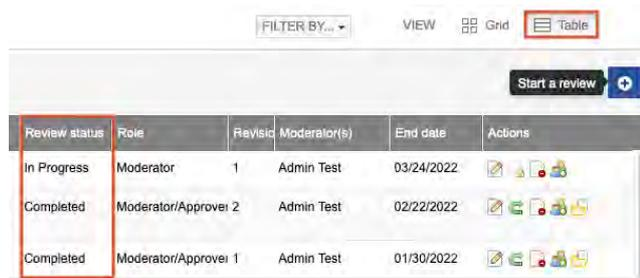 FILTER BY... VIEW Grid Table
Start a review
Review status Role Revisio Moderator(s) End date Actions
In Progress Moderator 1 Admin Test 03/24/2022
Completed Moderator/Approver 2 Admin Test 02/22/2022
Completed Moderator/Approver 1 Admin Test 01/30/2022